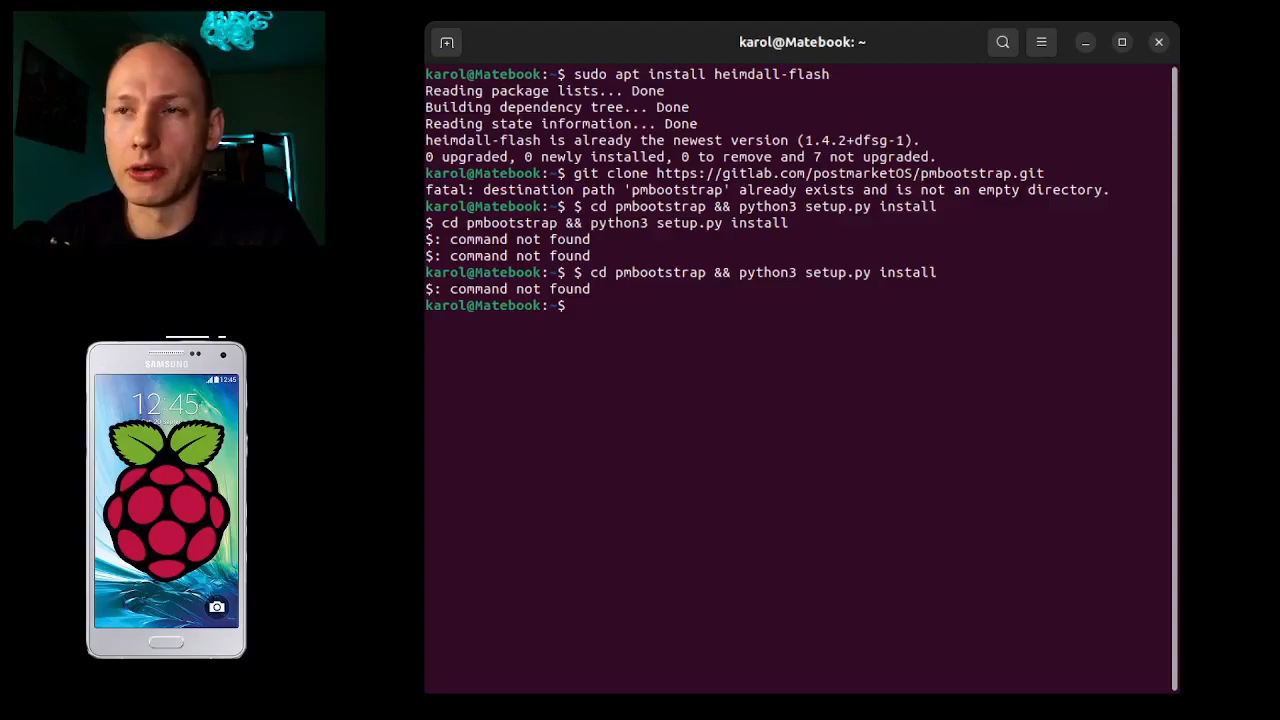 karol@Matebook: ~
karol@Matebook:~$ sudo apt install heimdall-flash
Reading package lists... Done
Building dependency tree... Done
Reading state information... Done
heimdall-flash is already the newest version (1.4.2+dfsg-1).
0 upgraded, 0 newly installed, 0 to remove and 7 not upgraded.
karol@Matebook:~$ git clone https://gitlab.com/postmarketOS/pmbootstrap.git
fatal: destination path 'pmbootstrap' already exists and is not an empty directory.
karol@Matebook:~$ $ cd pmbootstrap && python3 setup.py install
$ cd pmbootstrap && python3 setup.py install
$: command not found
$: command not found
karol@Matebook:~$ $ cd pmbootstrap && python3 setup.py install
$: command not found
karol@Matebook:~$
SAMSUNG
12:45
12:45